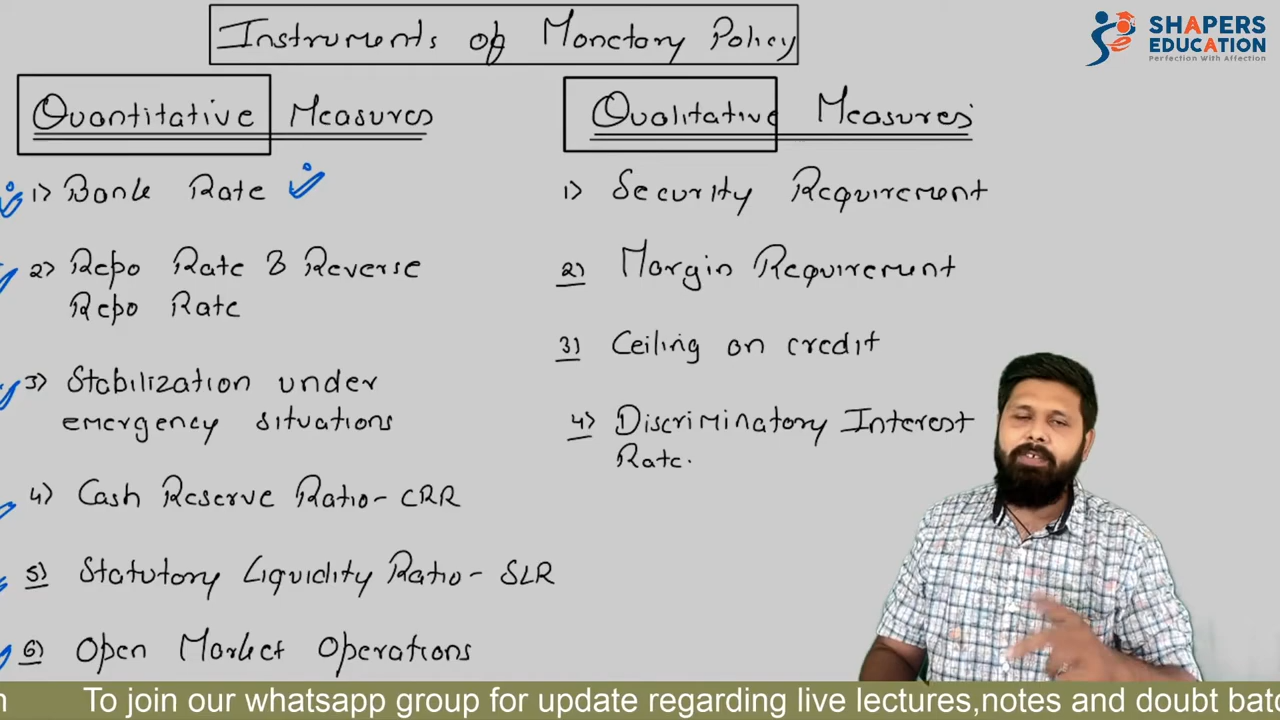 Instruments of Monetory Policy
SHAPERS
EDUCATION
Perfection With Affection
Quantitative Measures
1) Bank Rate
2) Repo Rate & Reverse
Repo Rate
3) Stabilization under
emergency situations
4) Cash Reserve Ratio - CRR
5) Statutory Liquidity Ratio - SLR
6) Open Market Operations
Qualitative Measures
1) Security Requirement
2) Margin Requirement
3) Ceiling on credit
4) Discriminatory Interest
Rate.
To join our whatsapp group for update regarding live lectures,notes and doubt